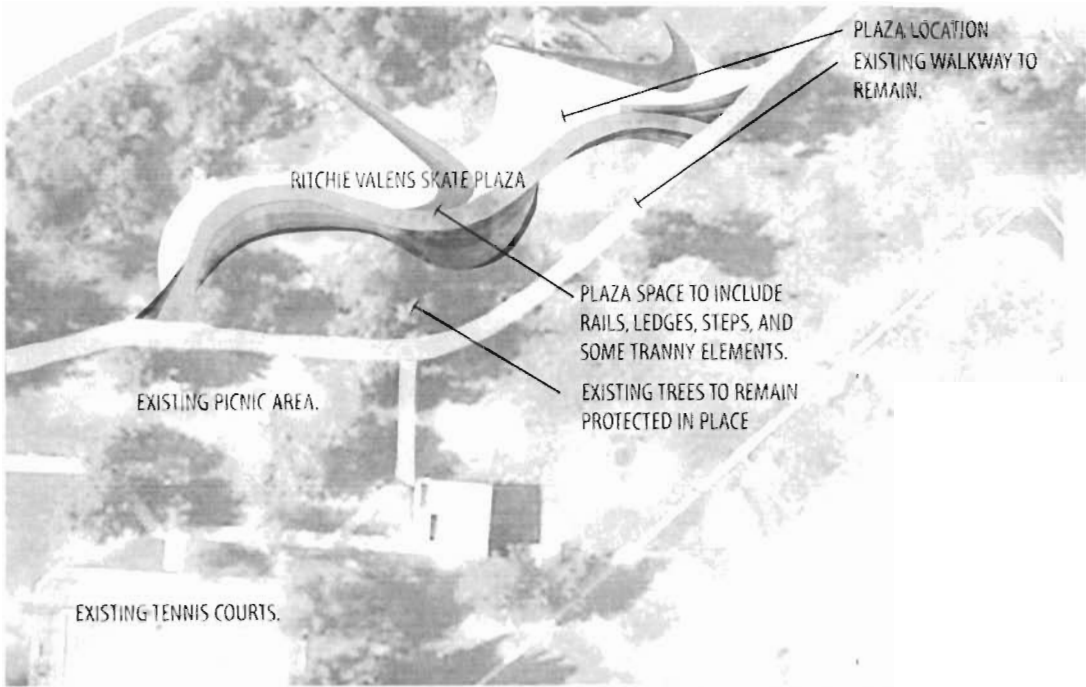 PLAZA LOCATION
EXISTING WALKWAY TO
REMAIN.
RITCHIE VALENS SKATE PLAZA
PLAZA SPACE TO INCLUDE
RAILS, LEDGES, STEPS, AND
SOME TRANNY ELEMENTS.
EXISTING TREES TO REMAIN
PROTECTED IN PLACE
EXISTING PICNIC AREA.
EXISTING TENNIS COURTS.